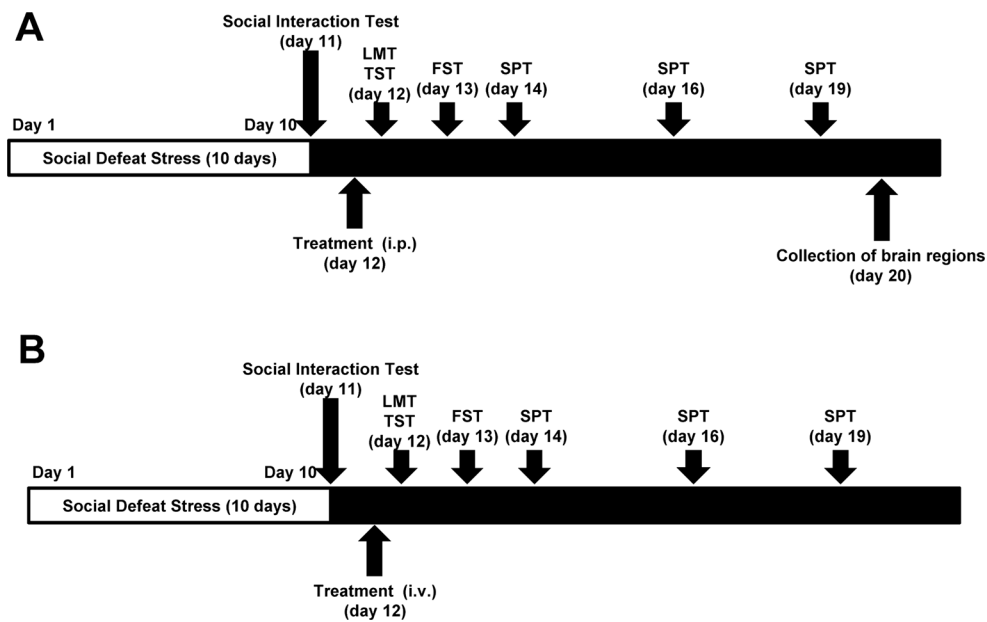 A
Social Interaction Test
(day 11)
LMT
TST
(day 12)
FST
(day 13)
SPT
(day 14)
SPT
(day 16)
SPT
(day 19)
Day 1
Day 10
Social Defeat Stress (10 days)
Treatment (i.p.)
(day 12)
Collection of brain regions
(day 20)
B
Social Interaction Test
(day 11)
LMT
TST
(day 12)
FST
(day 13)
SPT
(day 14)
SPT
(day 16)
SPT
(day 19)
Day 1
Day 10
Social Defeat Stress (10 days)
Treatment (i.v.)
(day 12)